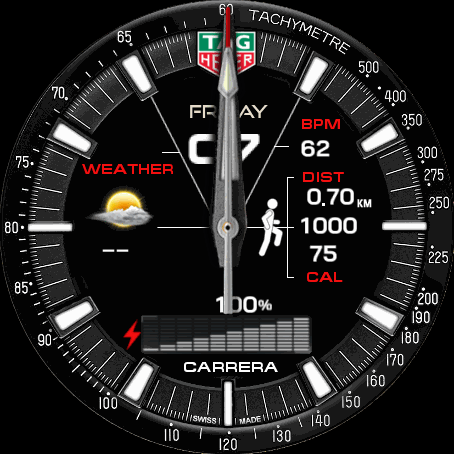 TACHYMETRE
60
65
70
75
80
85
90
100
110
120
130
140
150
160
170
180
190
200
225
250
275
300
350
400
500
TAG
HEUER
FRIDAY
07
BPM
62
WEATHER
DIST
0.70 KM
1000
--
75
CAL
100%
CARRERA
SWISS MADE